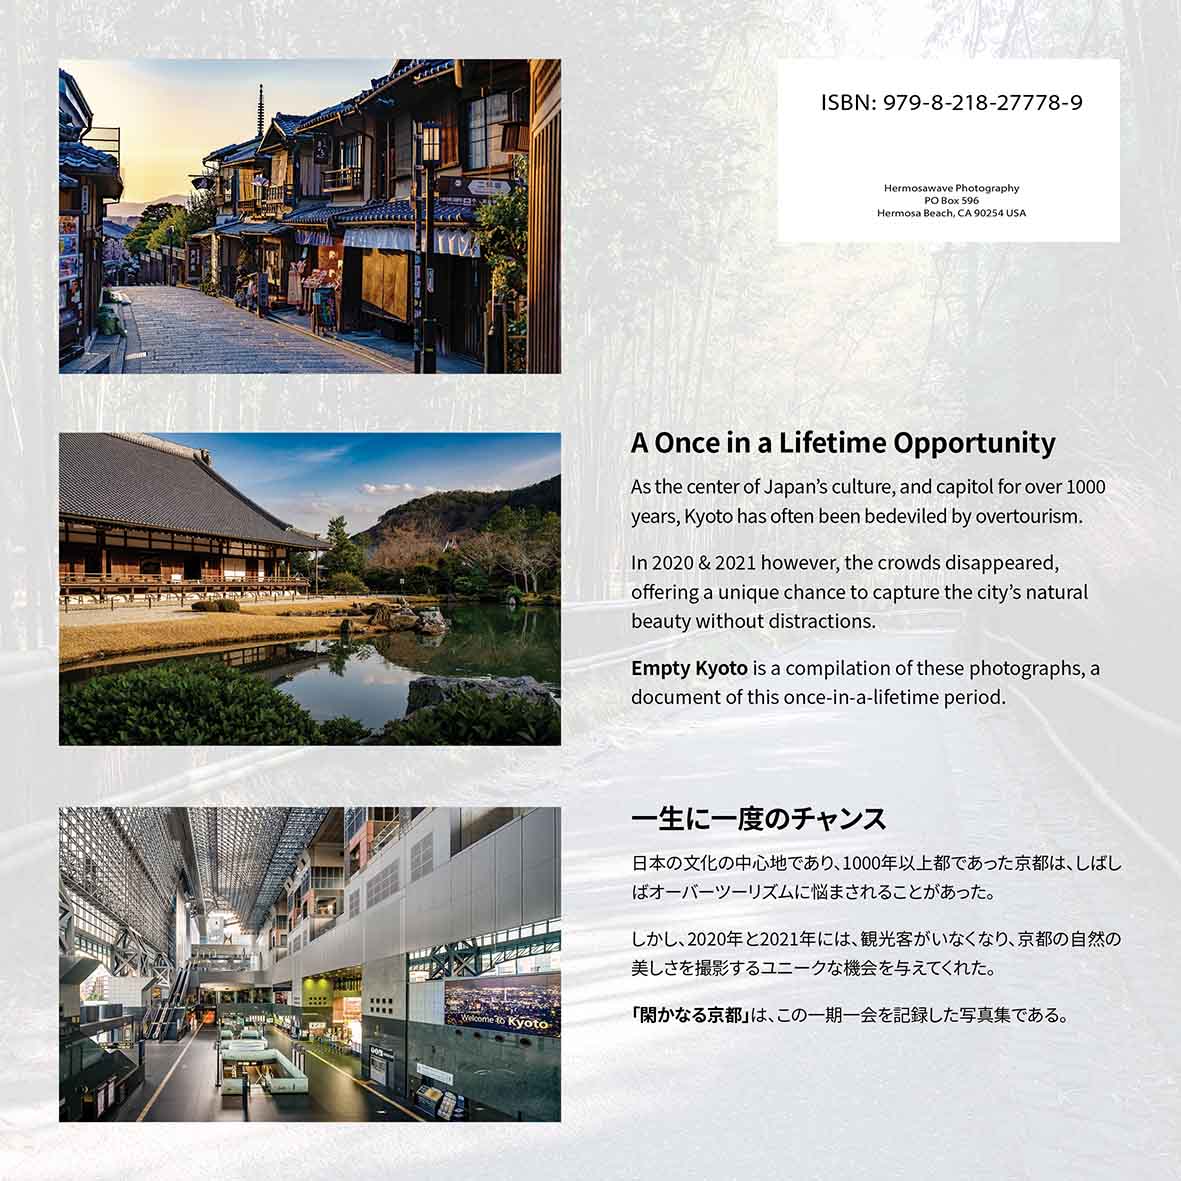 ISBN: 979-8-218-27778-9
Hermosawave Photography
PO Box 596
Hermosa Beach, CA 90254 USA
A Once in a Lifetime Opportunity
As the center of Japan's culture, and capitol for over 1000
years, Kyoto has often been bedeviled by overtourism.
In 2020 & 2021 however, the crowds disappeared,
offering a unique chance to capture the city's natural
beauty without distractions.
Empty Kyoto is a compilation of these photographs, a
document of this once-in-a-lifetime period.
一生に一度のチャンス
日本の文化の中心地であり、1000年以上都であった京都は、しばし
ばオーバーツーリズムに悩まされることがあった。
しかし、2020年と2021年には、観光客がいなくなり、京都の自然の
美しさを撮影するユニークな機会を与えてくれた。
「閑かなる京都」は、この一期一会を記録した写真集である。
Welcome to Kyoto